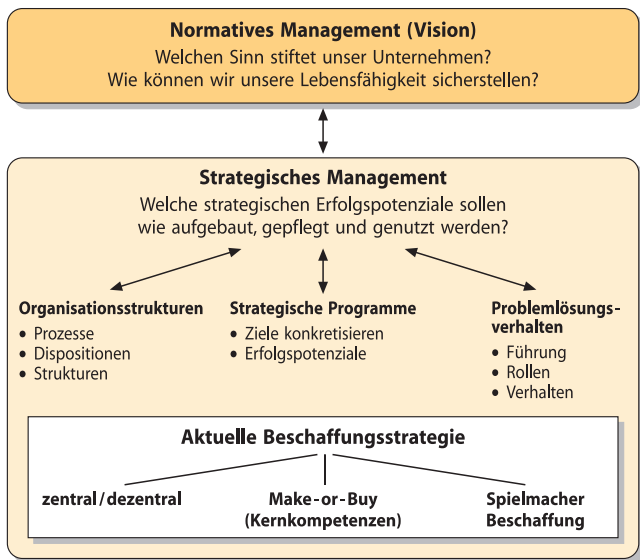 Normatives Management (Vision)
Welchen Sinn stiftet unser Unternehmen?
Wie können wir unsere Lebensfähigkeit sicherstellen?
Strategisches Management
Welche strategischen Erfolgspotenziale sollen
wie aufgebaut, gepflegt und genutzt werden?
Organisationsstrukturen
• Prozesse
• Dispositionen
• Strukturen
Strategische Programme
• Ziele konkretisieren
• Erfolgspotenziale
Problemlösungs-
verhalten
• Führung
• Rollen
• Verhalten
Aktuelle Beschaffungsstrategie
zentral/dezentral
Make-or-Buy
(Kernkompetenzen)
Spielmacher
Beschaffung